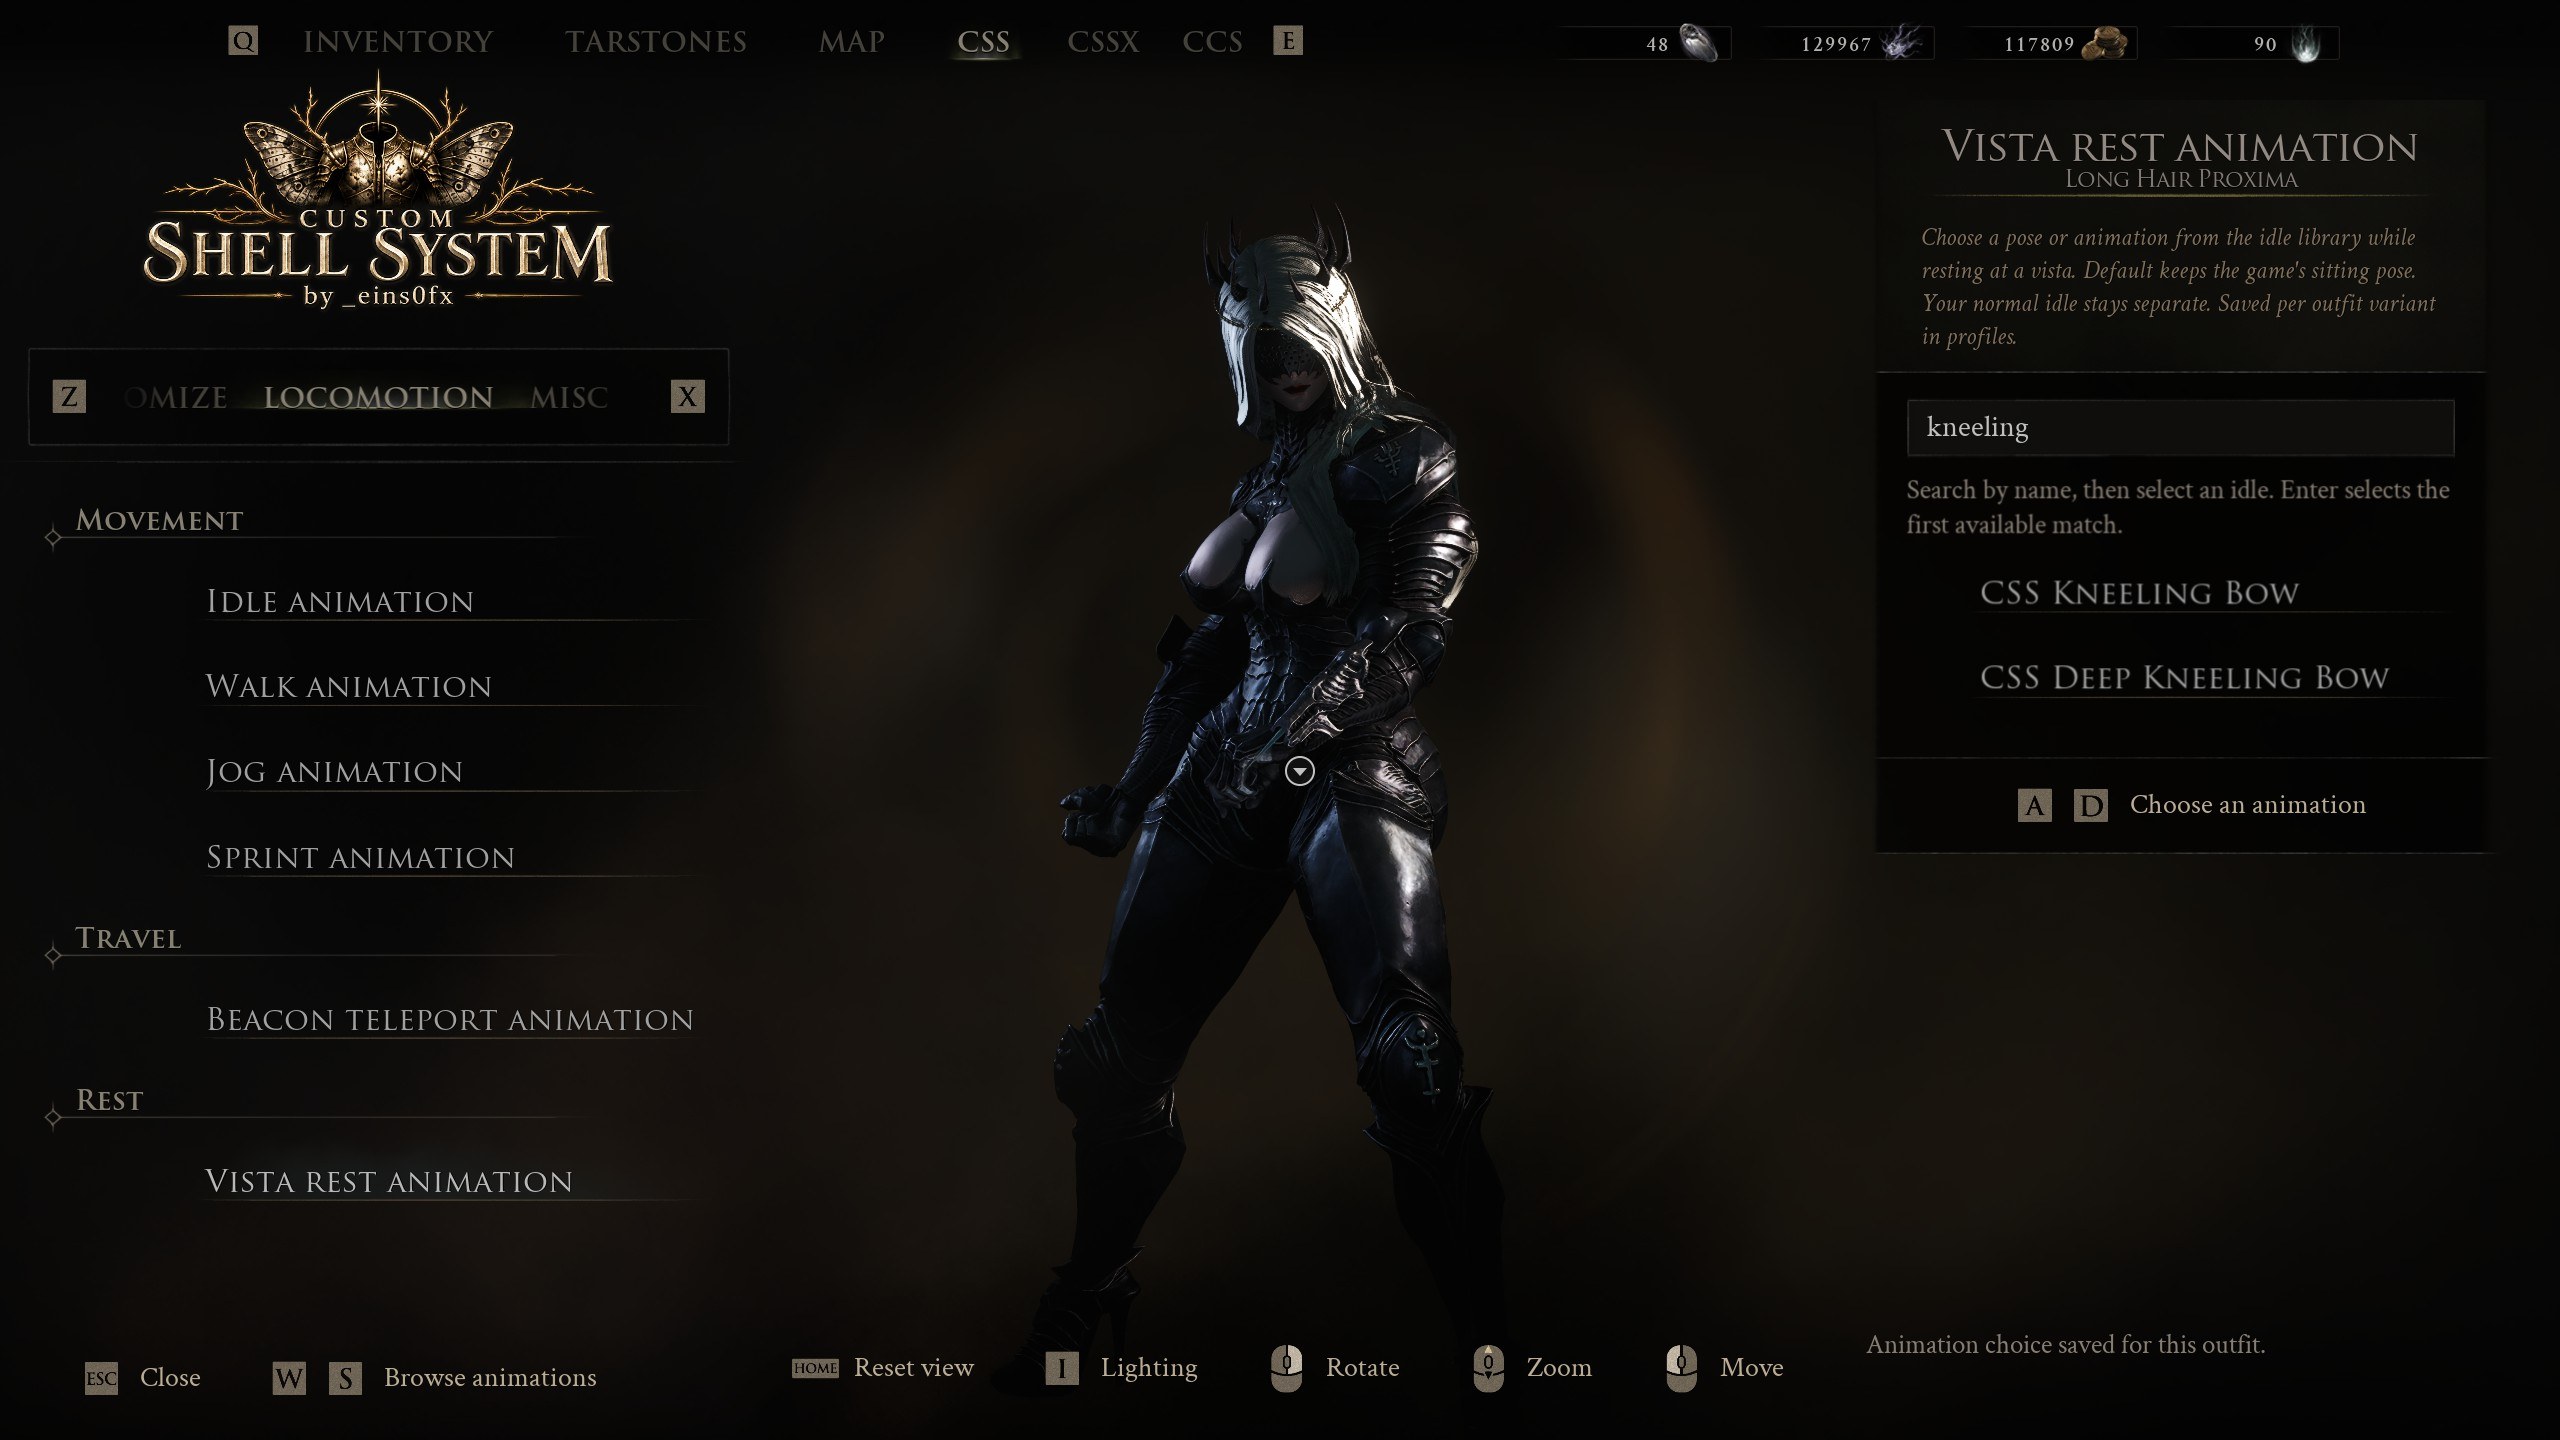 Q INVENTORY TARSTONES MAP CSS CSSX CCS E
48 129967 117809 90
CUSTOM
SHELL SYSTEM
by _eins0fx
Z OMIZE LOCOMOTION MISC X
MOVEMENT
IDLE ANIMATION
WALK ANIMATION
JOG ANIMATION
SPRINT ANIMATION
TRAVEL
BEACON TELEPORT ANIMATION
REST
VISTA REST ANIMATION
ESC Close W S Browse animations
HOME Reset view I Lighting Rotate Zoom Move
VISTA REST ANIMATION
LONG HAIR PROXIMA
Choose a pose or animation from the idle library while
resting at a vista. Default keeps the game's sitting pose.
Your normal idle stays separate. Saved per outfit variant
in profiles.
kneeling
Search by name, then select an idle. Enter selects the
first available match.
CSS KNEELING BOW
CSS DEEP KNEELING BOW
A D Choose an animation
Animation choice saved for this outfit.